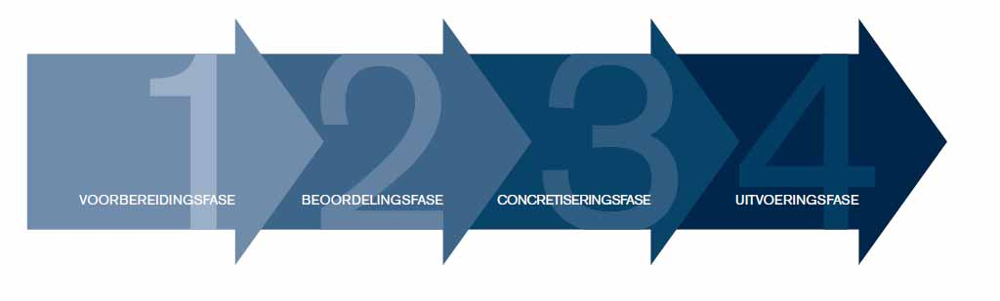 1 2 3 4
VOORBEREIDINGSFASE BEOORDELINGSFASE CONCRETISERINGSFASE UITVOERINGSFASE